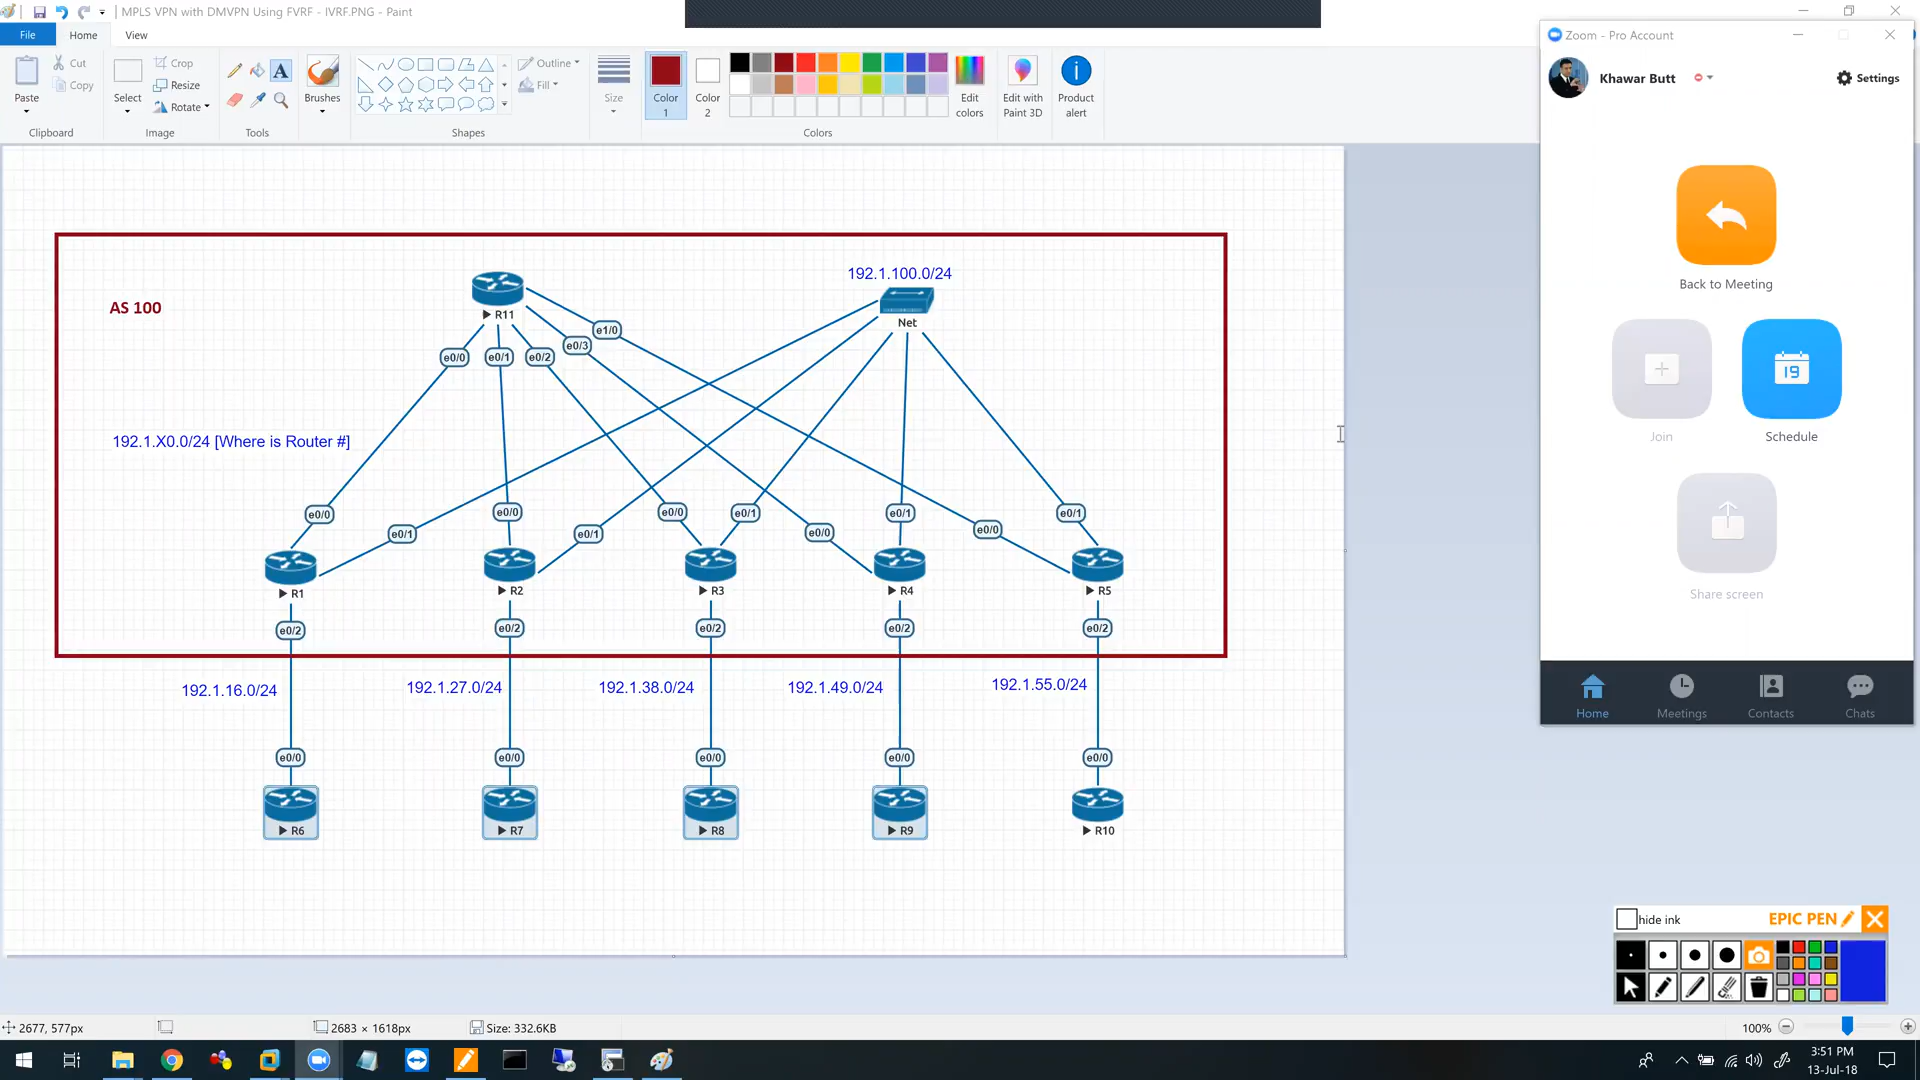 MPLS VPN with DMVPN Using FVRF - IVRF.PNG - Paint
File
Home
View
Paste
Cut
Copy
Clipboard
Select
Crop
Resize
Rotate
Image
A
Tools
Brushes
Outline
Fill
Shapes
Size
Color 1
Color 2
Edit colors
Colors
Edit with Paint 3D
Product alert
Zoom - Pro Account
Khawar Butt
Settings
Back to Meeting
Join
19
Schedule
Share screen
Home
Meetings
Contacts
Chats
AS 100
192.1.100.0/24
R11
Net
e1/0
e0/3
e0/0
e0/1
e0/2
192.1.X0.0/24 [Where is Router #]
e0/0
e0/1
e0/0
e0/1
e0/0
e0/1
e0/0
e0/1
e0/0
e0/1
R1
R2
R3
R4
R5
e0/2
e0/2
e0/2
e0/2
e0/2
192.1.16.0/24
192.1.27.0/24
192.1.38.0/24
192.1.49.0/24
192.1.55.0/24
e0/0
e0/0
e0/0
e0/0
e0/0
R6
R7
R8
R9
R10
hide ink
EPIC PEN
2677, 577px
2683 × 1618px
Size: 332.6KB
100%
3:51 PM
13-Jul-18